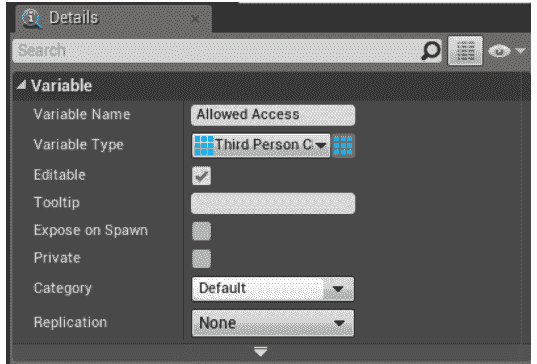 Details
Search
Variable
Variable Name Allowed Access
Variable Type Third Person C
Editable
Tooltip
Expose on Spawn
Private
Category Default
Replication None